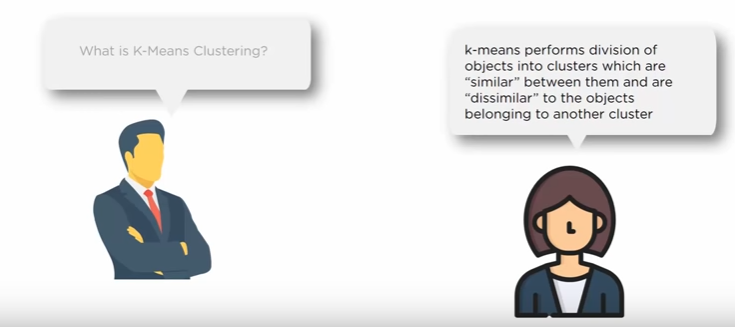 What is K-Means Clustering?
k-means performs division of
objects into clusters which are
“similar” between them and are
“dissimilar” to the objects
belonging to another cluster